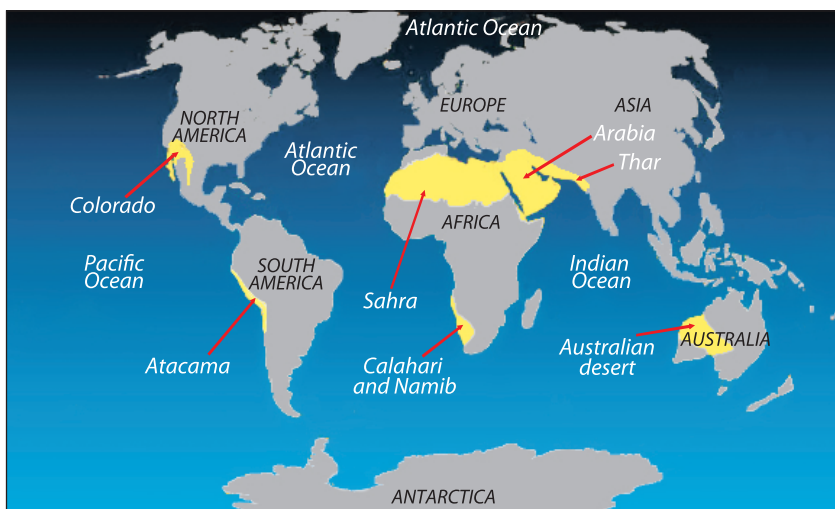 Atlantic Ocean
NORTH
AMERICA
EUROPE
ASIA
Arabia
Atlantic
Ocean
Thar
Colorado
AFRICA
Pacific
Ocean
SOUTH
AMERICA
Indian
Ocean
Sahra
Atacama
Calahari
and Namib
Australian
desert
AUSTRALIA
ANTARCTICA